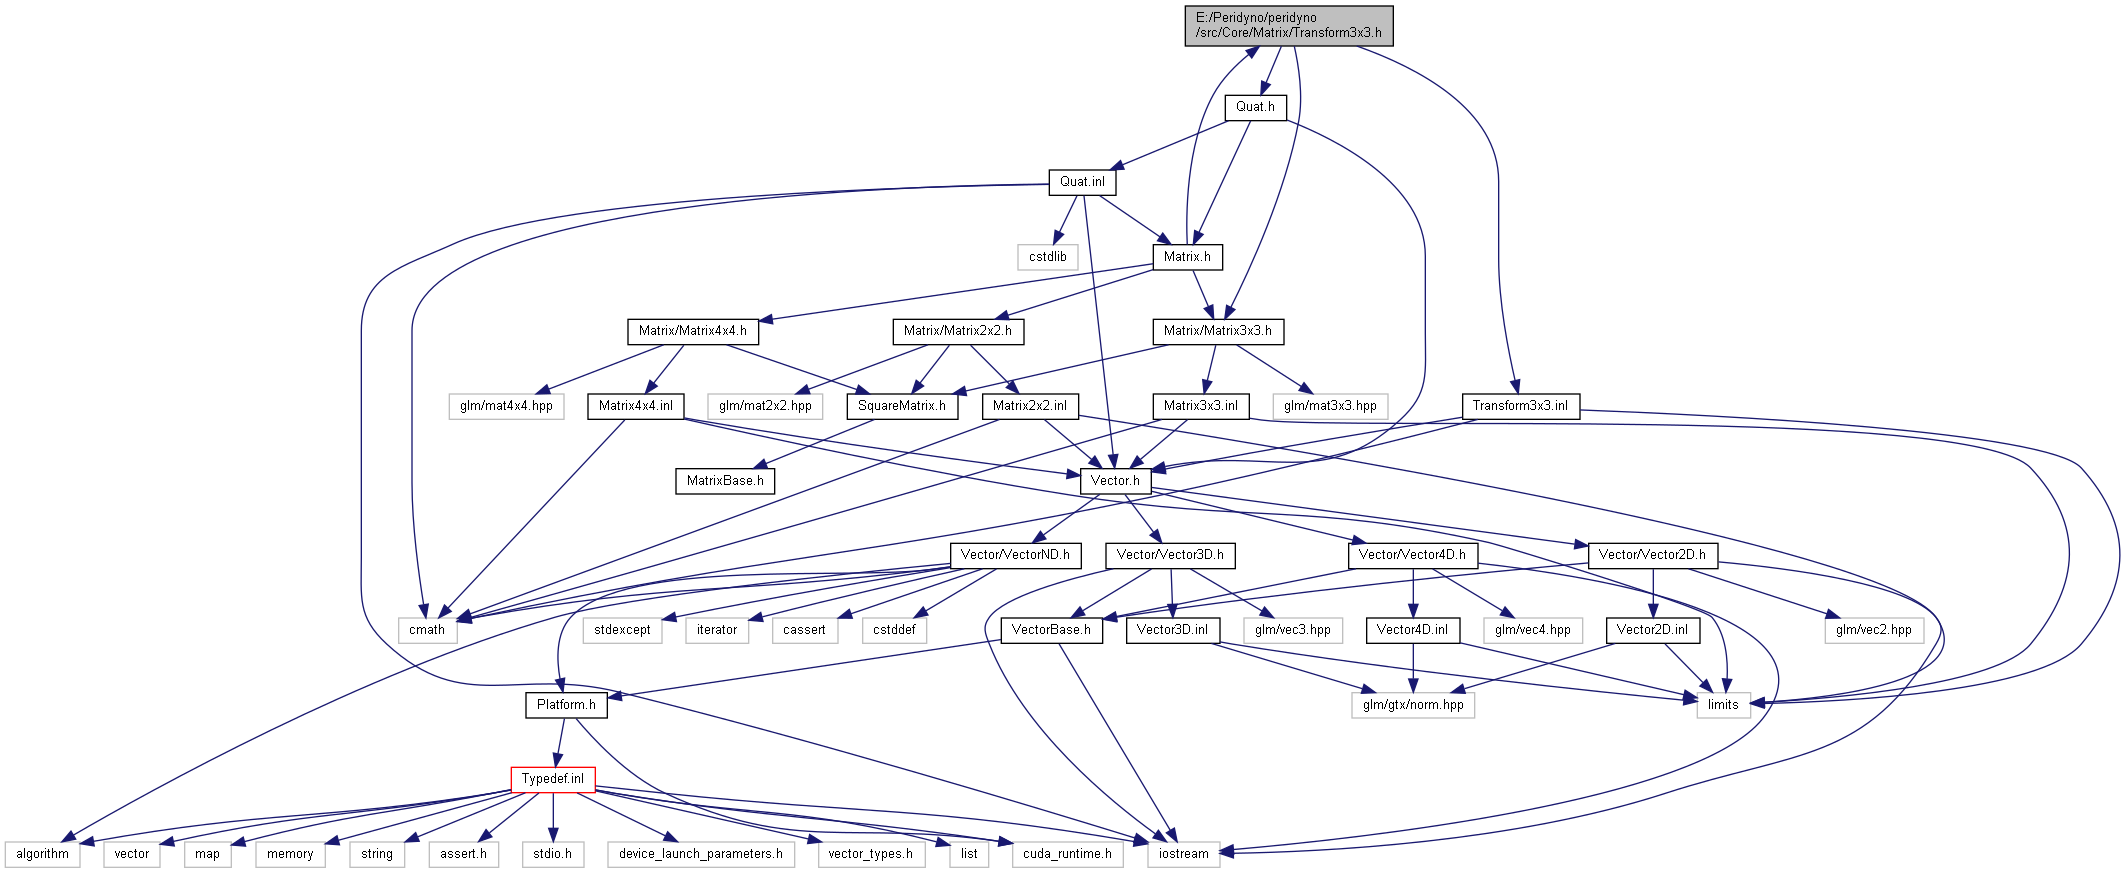 E:/Peridyno/peridyno
/src/Core/Matrix/Transform3x3.h
Quat.h
Quat.inl
cstdlib
Matrix.h
Matrix/Matrix4x4.h
Matrix/Matrix2x2.h
Matrix/Matrix3x3.h
glm/mat4x4.hpp
Matrix4x4.inl
glm/mat2x2.hpp
SquareMatrix.h
Matrix2x2.inl
Matrix3x3.inl
glm/mat3x3.hpp
Transform3x3.inl
MatrixBase.h
Vector.h
Vector/VectorND.h
Vector/Vector3D.h
Vector/Vector4D.h
Vector/Vector2D.h
cmath
stdexcept
iterator
cassert
cstddef
VectorBase.h
Vector3D.inl
glm/vec3.hpp
Vector4D.inl
glm/vec4.hpp
Vector2D.inl
glm/vec2.hpp
Platform.h
glm/gtx/norm.hpp
limits
Typedef.inl
algorithm
vector
map
memory
string
assert.h
stdio.h
device_launch_parameters.h
vector_types.h
list
cuda_runtime.h
iostream